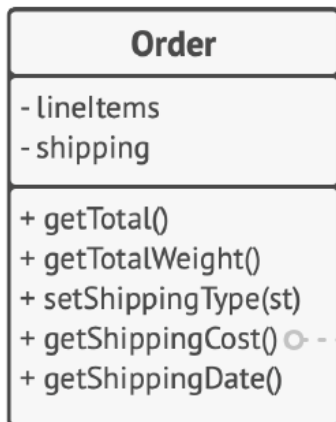 Order
- lineItems
- shipping
+ getTotal()
+ getTotalWeight()
+ setShippingType(st)
+ getShippingCost()
+ getShippingDate()